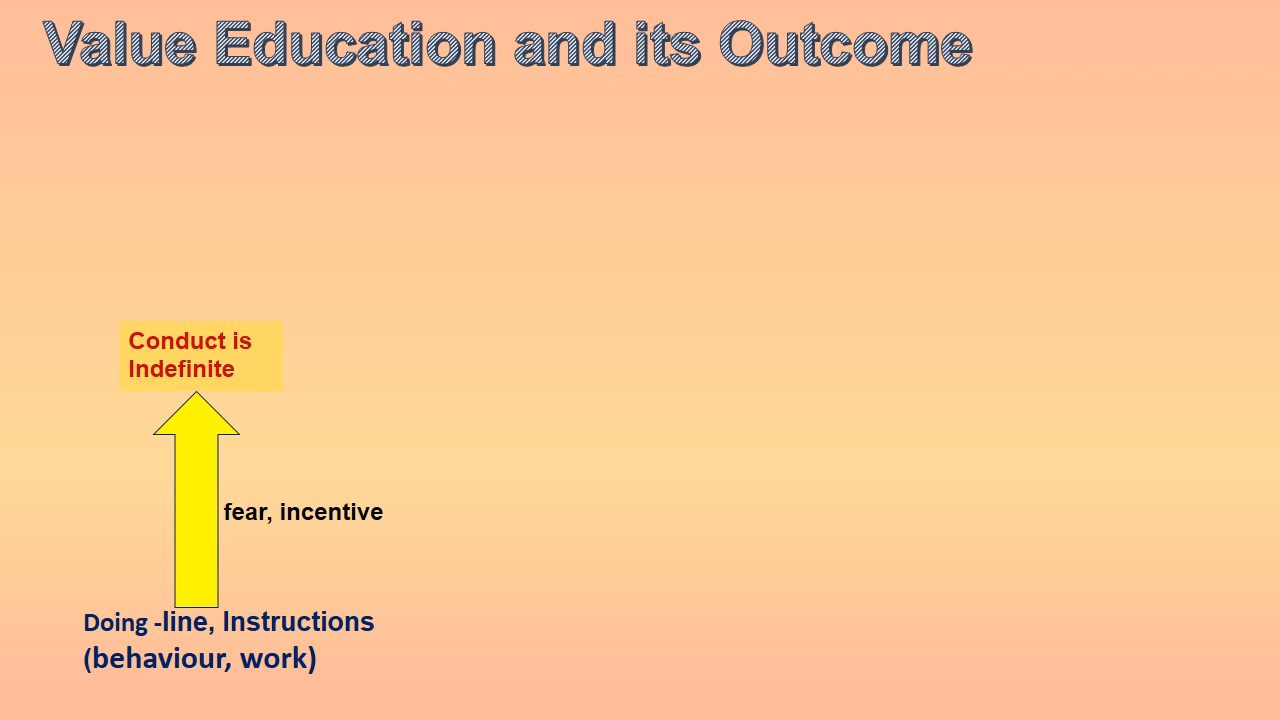 Value Education and its Outcome
Conduct is
Indefinite
fear, incentive
Doing -line, Instructions
(behaviour, work)